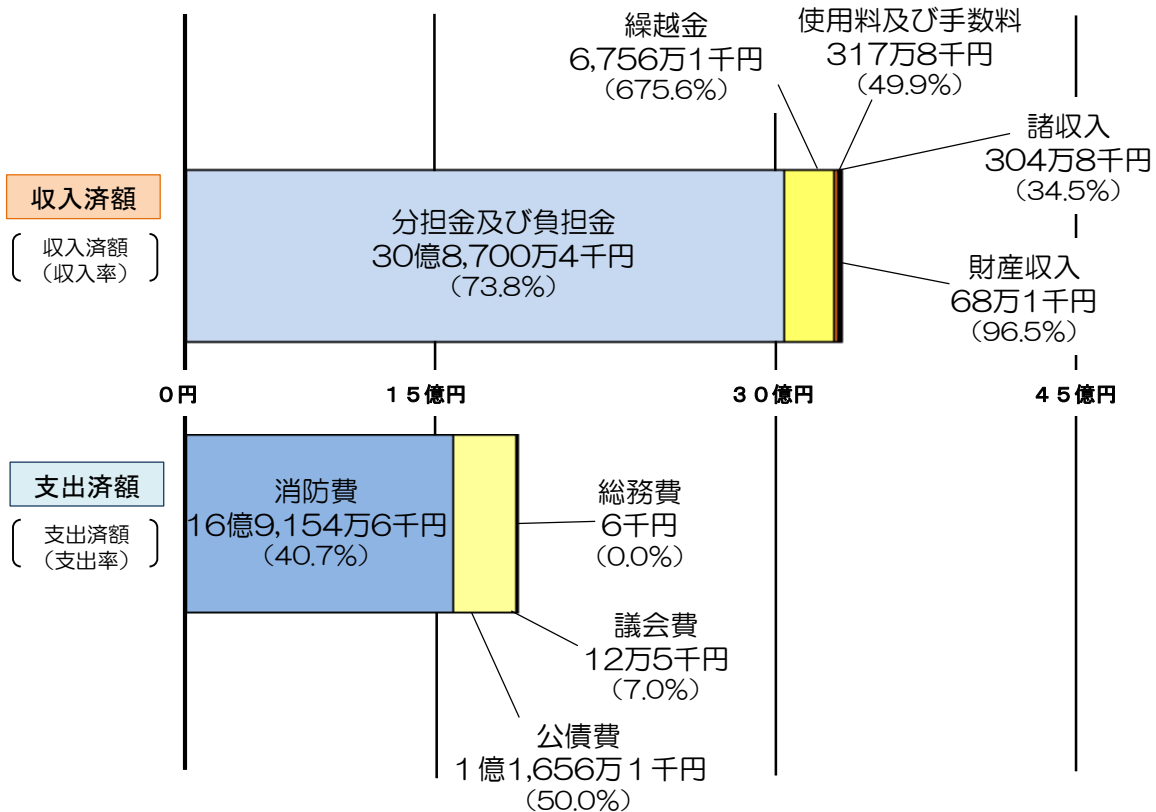 繰越金
6,756万1千円
（675.6％）
使用料及び手数料
317万8千円
（49.9％）
諸収入
304万8千円
（34.5％）
収入済額
収入済額
（収入率）
分担金及び負担金
30億8,700万4千円
（73.8％）
財産収入
68万1千円
（96.5％）
０円
１５億円
３０億円
４５億円
支出済額
支出済額
（支出率）
消防費
16億9,154万6千円
（40.7％）
総務費
6千円
（0.0％）
議会費
12万5千円
（7.0％）
公債費
１億1,656万１千円
（50.0％）